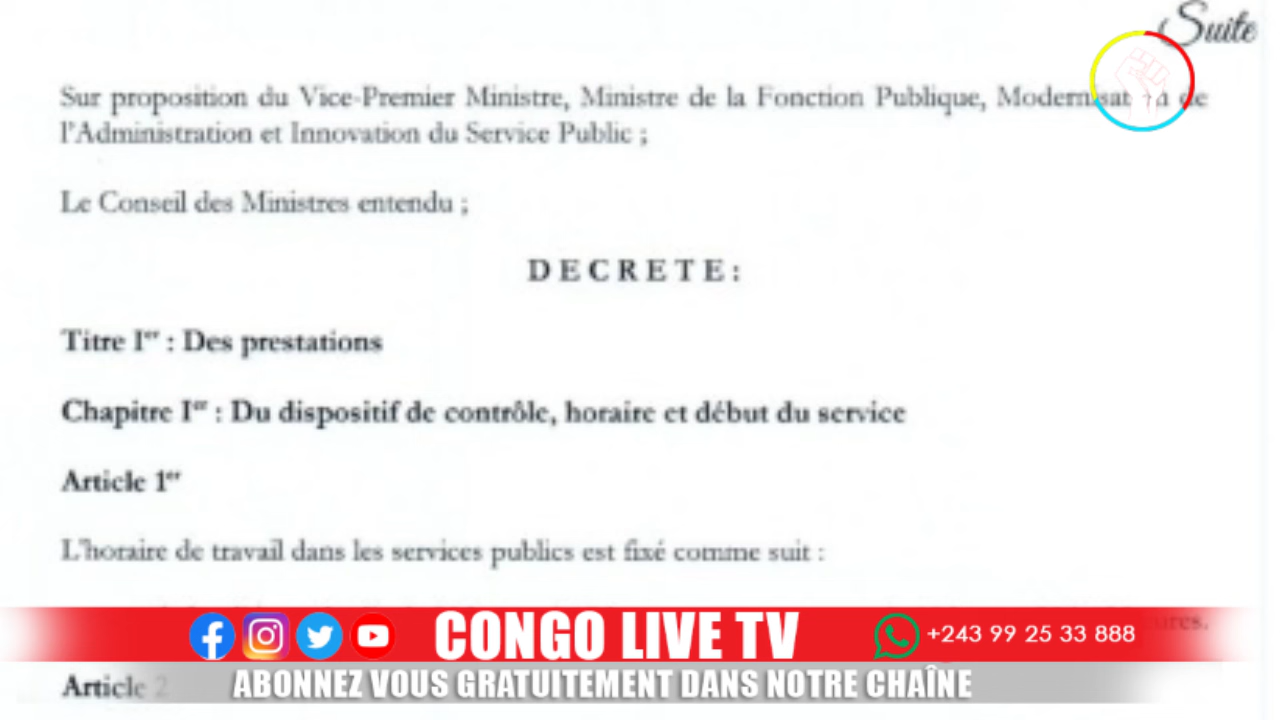 Suite
Sur proposition du Vice-Premier Ministre, Ministre de la Fonction Publique, de
l'Administration et Innovation du Service Public ;
Le Conseil des Ministres entendu ;
D E C R E T E :
Titre Iᵉʳ : Des prestations
Chapitre Iᵉʳ : Du dispositif de contrôle, horaire et début du service
Article 1ᵉʳ
L'horaire de travail dans les services publics est fixé comme suit :
CONGO LIVE TV +243 99 25 33 888
Article 2
ABONNEZ VOUS GRATUITEMENT DANS NOTRE CHAÎNE